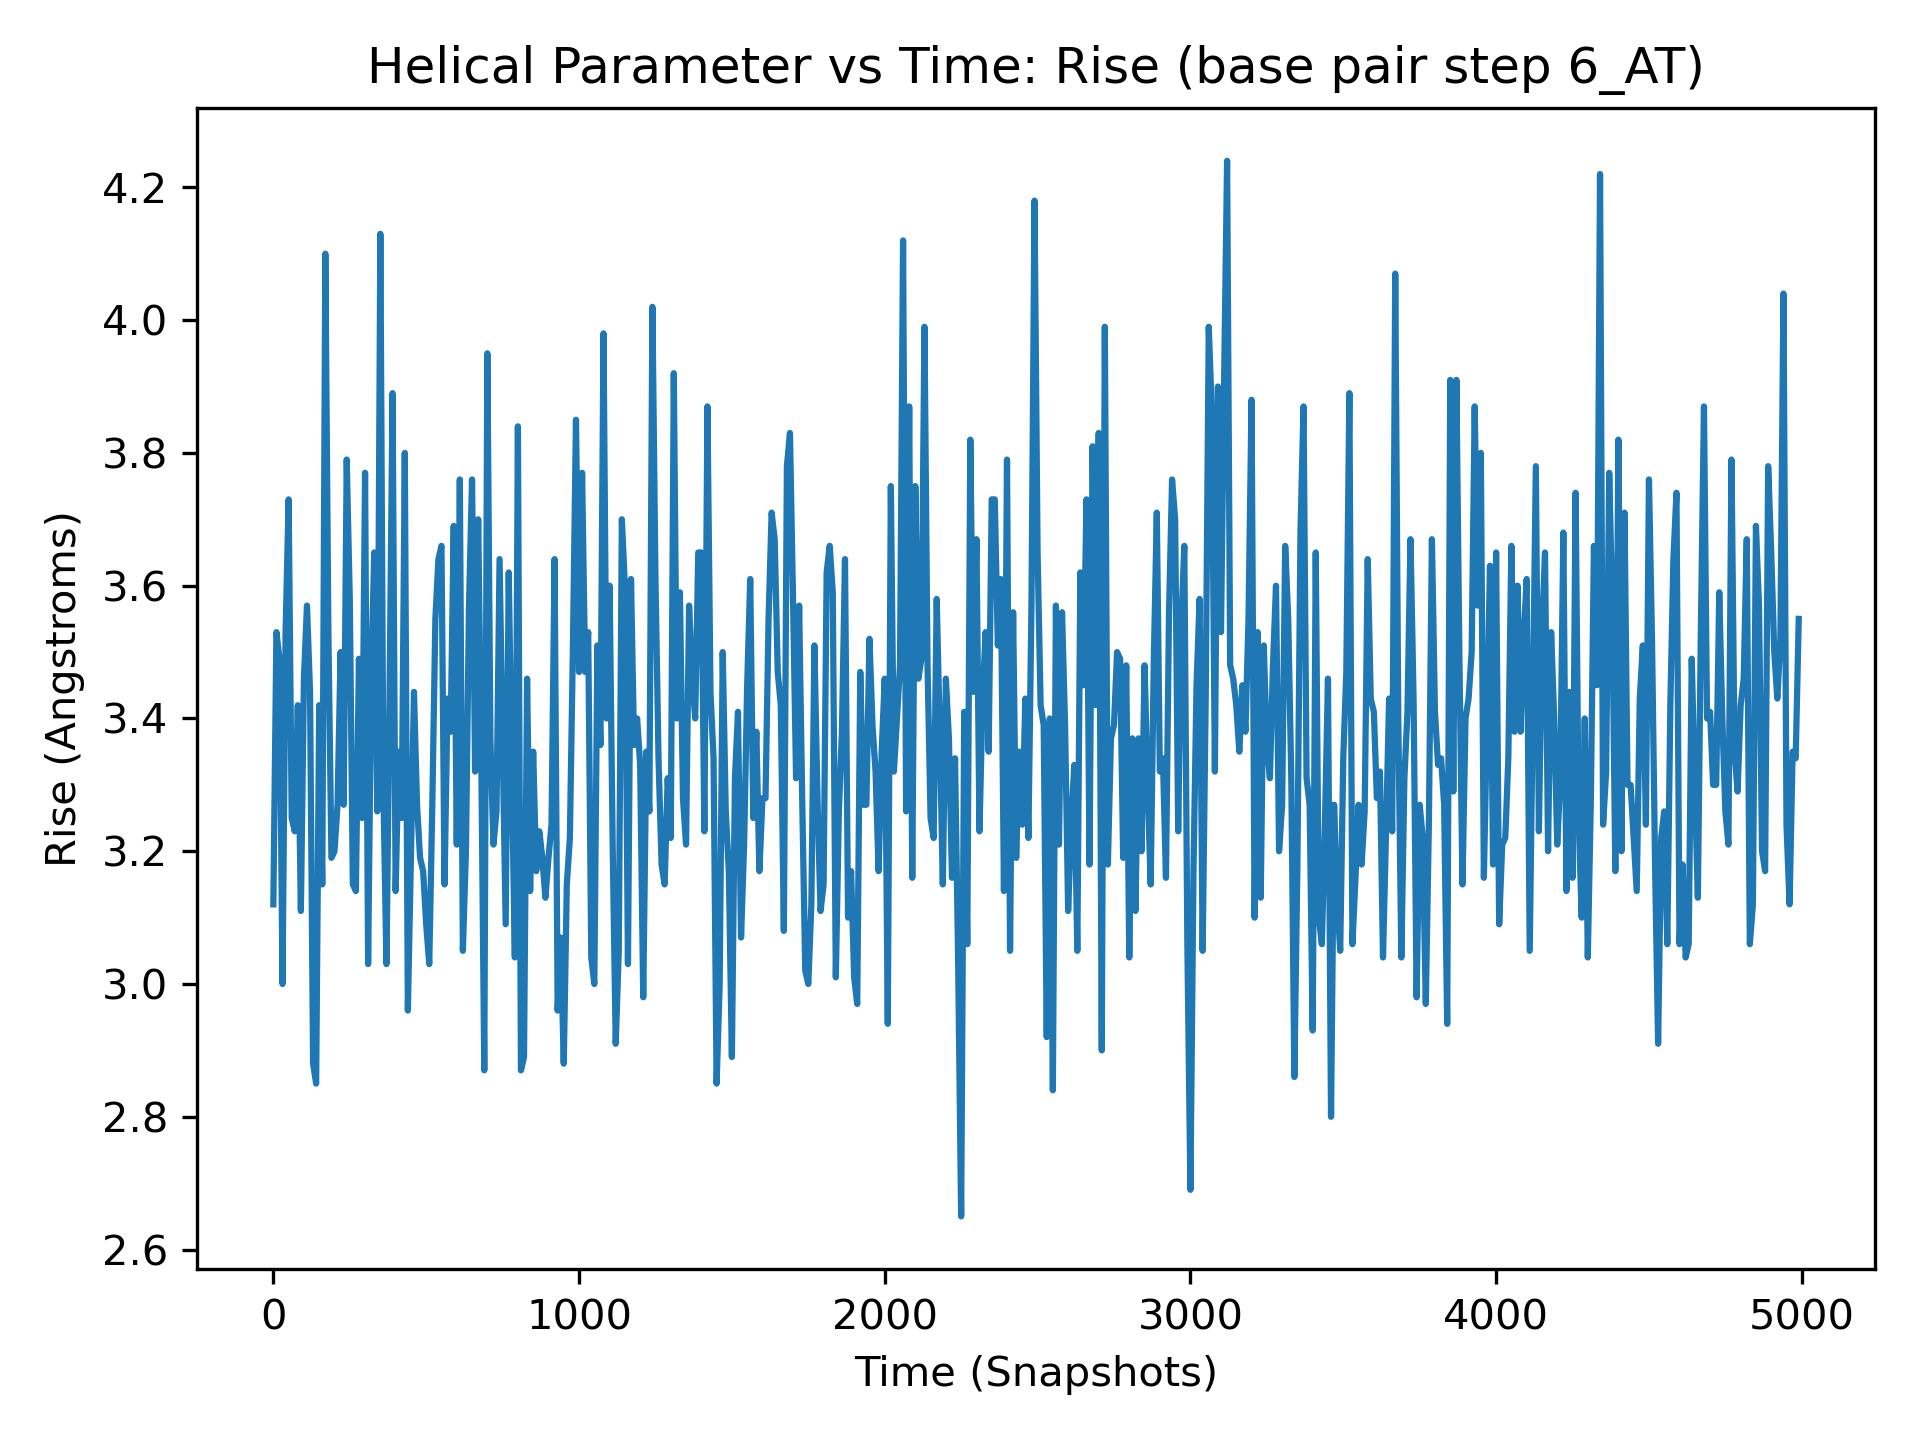 Helical Parameter vs Time: Rise (base pair step 6_AT)
Rise (Angstroms)
4.2
4.0
3.8
3.6
3.4
3.2
3.0
2.8
2.6
0 1000 2000 3000 4000 5000
Time (Snapshots)